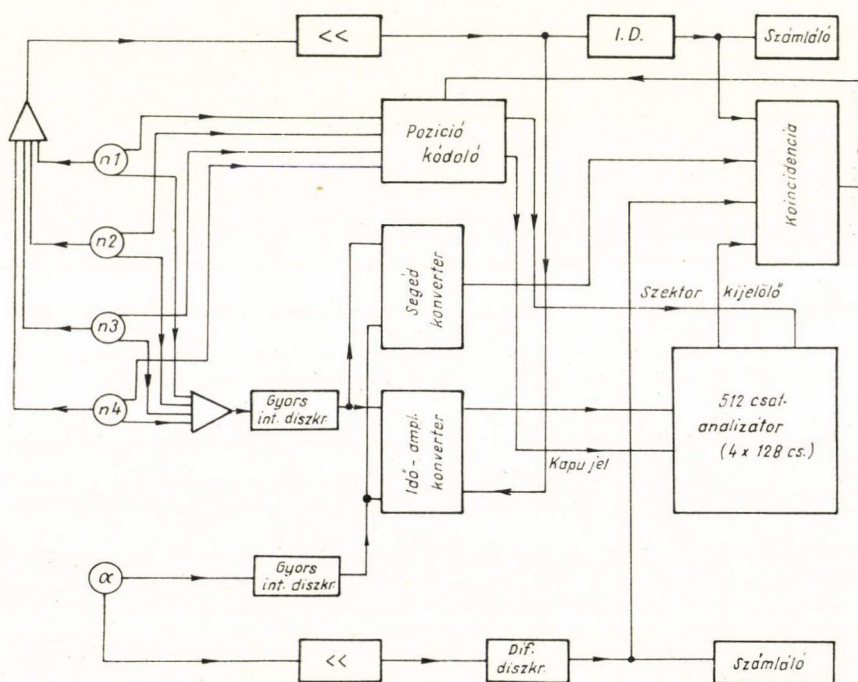 <<
I. D.
Számláló
n1
Pozíció
kódoló
Koincidencia
n2
Segéd
konverter
Szektor kijelölő
n3
n4
Gyors
int. diszkr.
Idő-ampl.
konverter
512 csat.
analizátor
(4 x 128 cs.)
Kapu jel
α
Gyors
int. diszkr.
<<
Dif.
diszkr.
Számláló